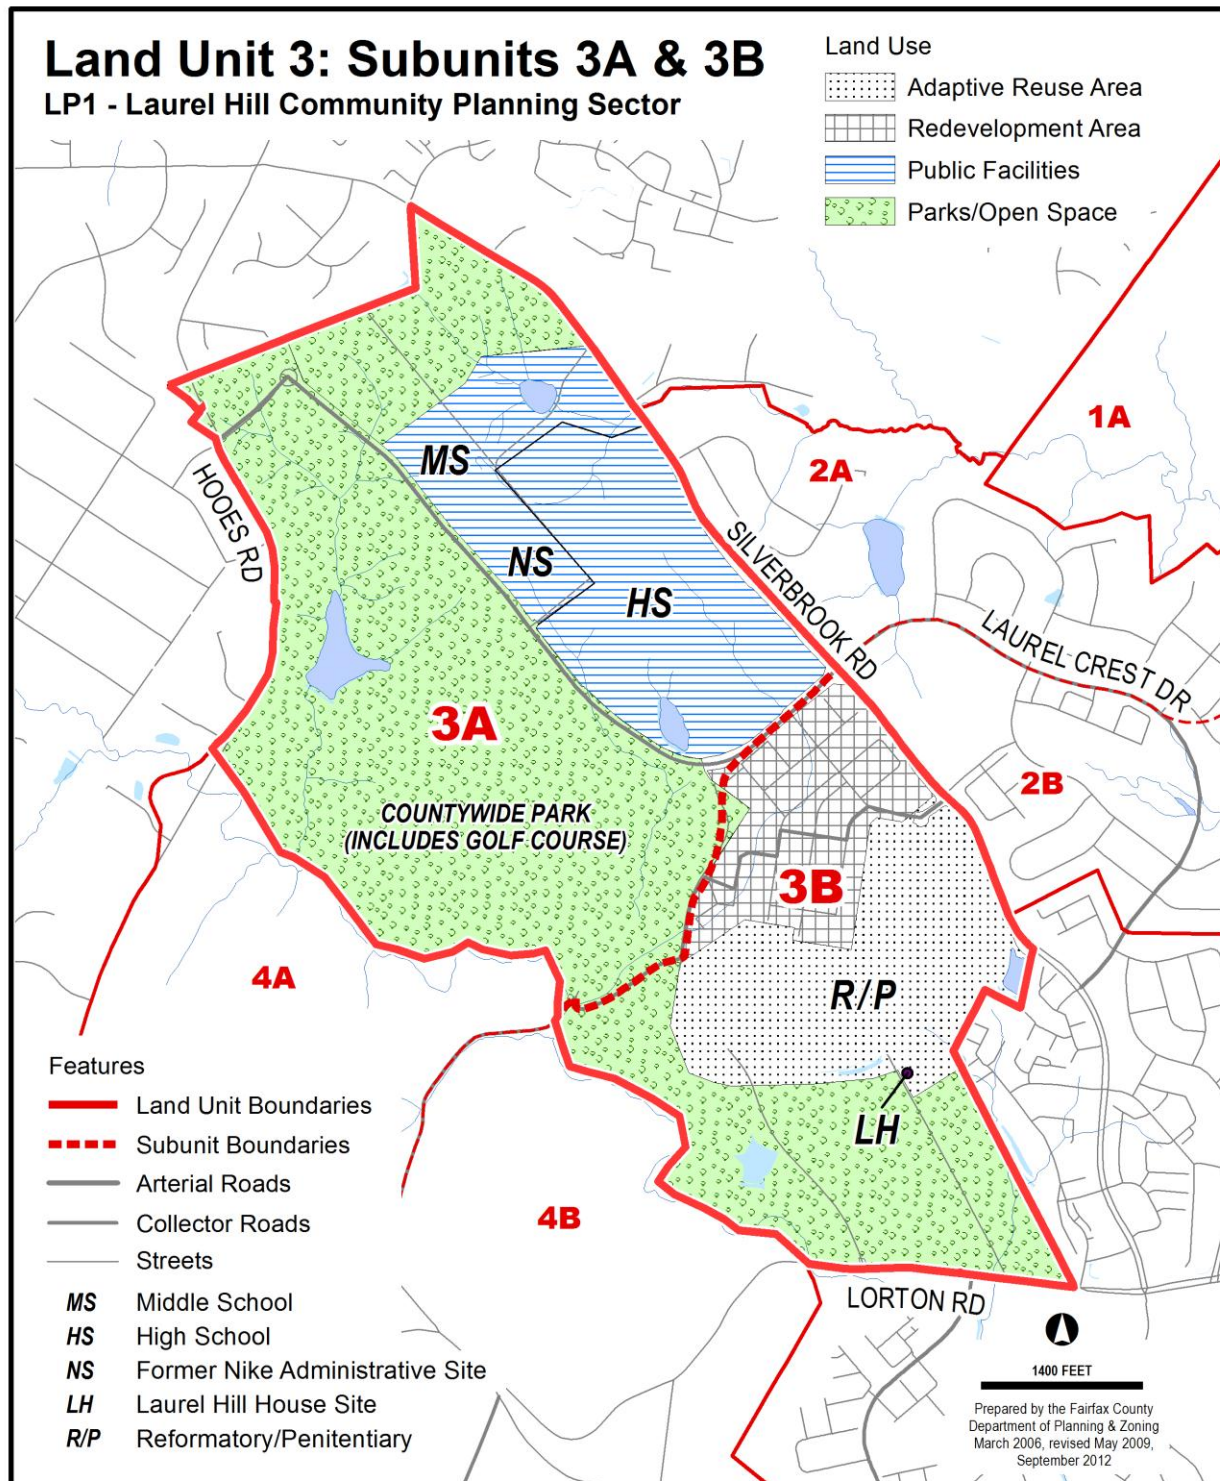 Land Unit 3: Subunits 3A & 3B
LP1 - Laurel Hill Community Planning Sector
Land Use
Adaptive Reuse Area
Redevelopment Area
Public Facilities
Parks/Open Space
1A
2A
MS
HOOES RD
NS
HS
SILVERBROOK RD
LAUREL CREST DR
3A
2B
COUNTYWIDE PARK
(INCLUDES GOLF COURSE)
3B
4A
R/P
LH
4B
LORTON RD
Features
Land Unit Boundaries
Subunit Boundaries
Arterial Roads
Collector Roads
Streets
MS Middle School
HS High School
NS Former Nike Administrative Site
LH Laurel Hill House Site
R/P Reformatory/Penitentiary
1400 FEET
Prepared by the Fairfax County
Department of Planning & Zoning
March 2006, revised May 2009,
September 2012